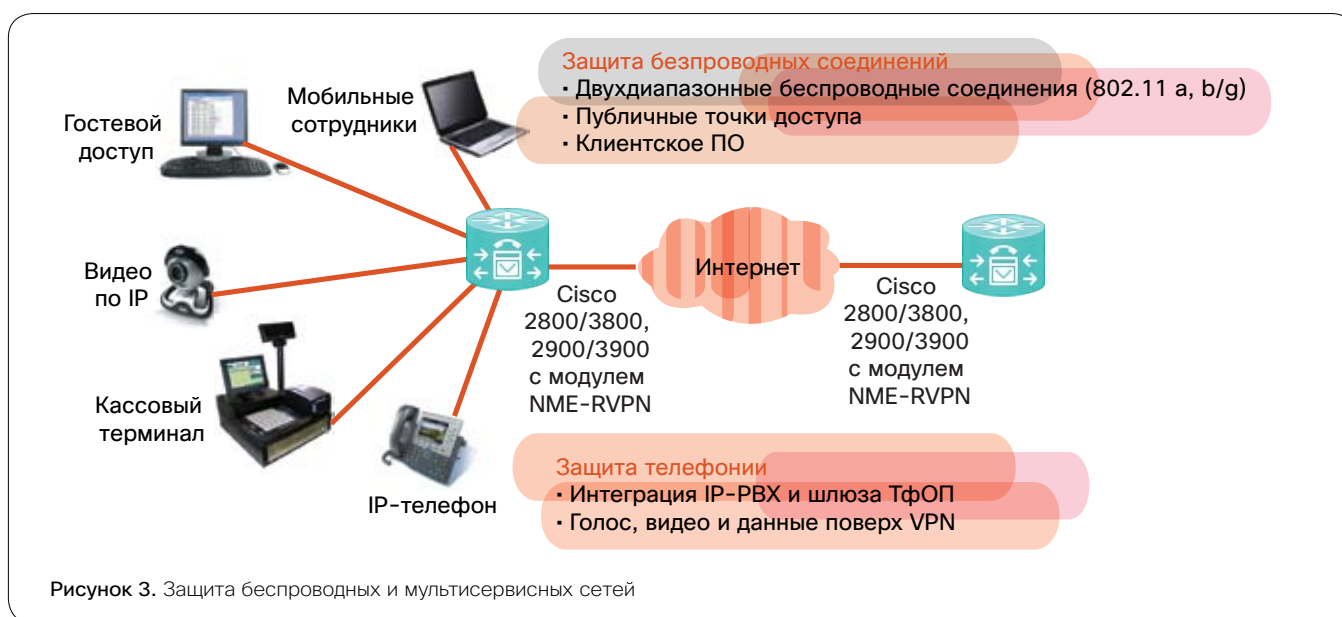 Защита безпроводных соединений
· Двухдиапазонные беспроводные соединения (802.11 a, b/g)
· Публичные точки доступа
· Клиентское ПО
Мобильные
сотрудники
Гостевой
доступ
Видео
по IP
Кассовый
терминал
IP-телефон
Cisco
2800/3800,
2900/3900
с модулем
NME-RVPN
Интернет
Cisco
2800/3800,
2900/3900
с модулем
NME-RVPN
Защита телефонии
· Интеграция IP-PBX и шлюза ТфОП
· Голос, видео и данные поверх VPN
Рисунок 3. Защита беспроводных и мультисервисных сетей